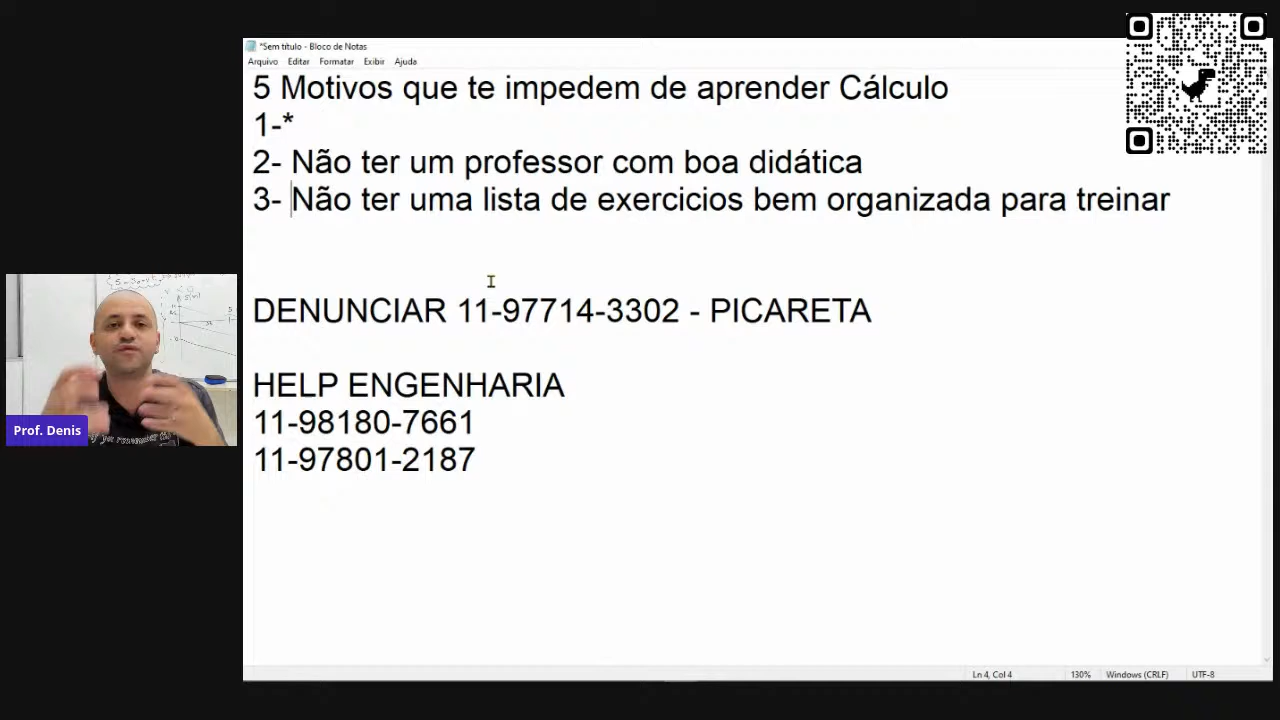 *Sem título - Bloco de Notas
Arquivo Editar Formatar Exibir Ajuda
5 Motivos que te impedem de aprender Cálculo
1-*
2- Não ter um professor com boa didática
3- Não ter uma lista de exercicios bem organizada para treinar
DENUNCIAR 11-97714-3302 - PICARETA
HELP ENGENHARIA
11-98180-7661
11-97801-2187
Prof. Denis
Ln 4, Col 4 130% Windows (CRLF) UTF-8